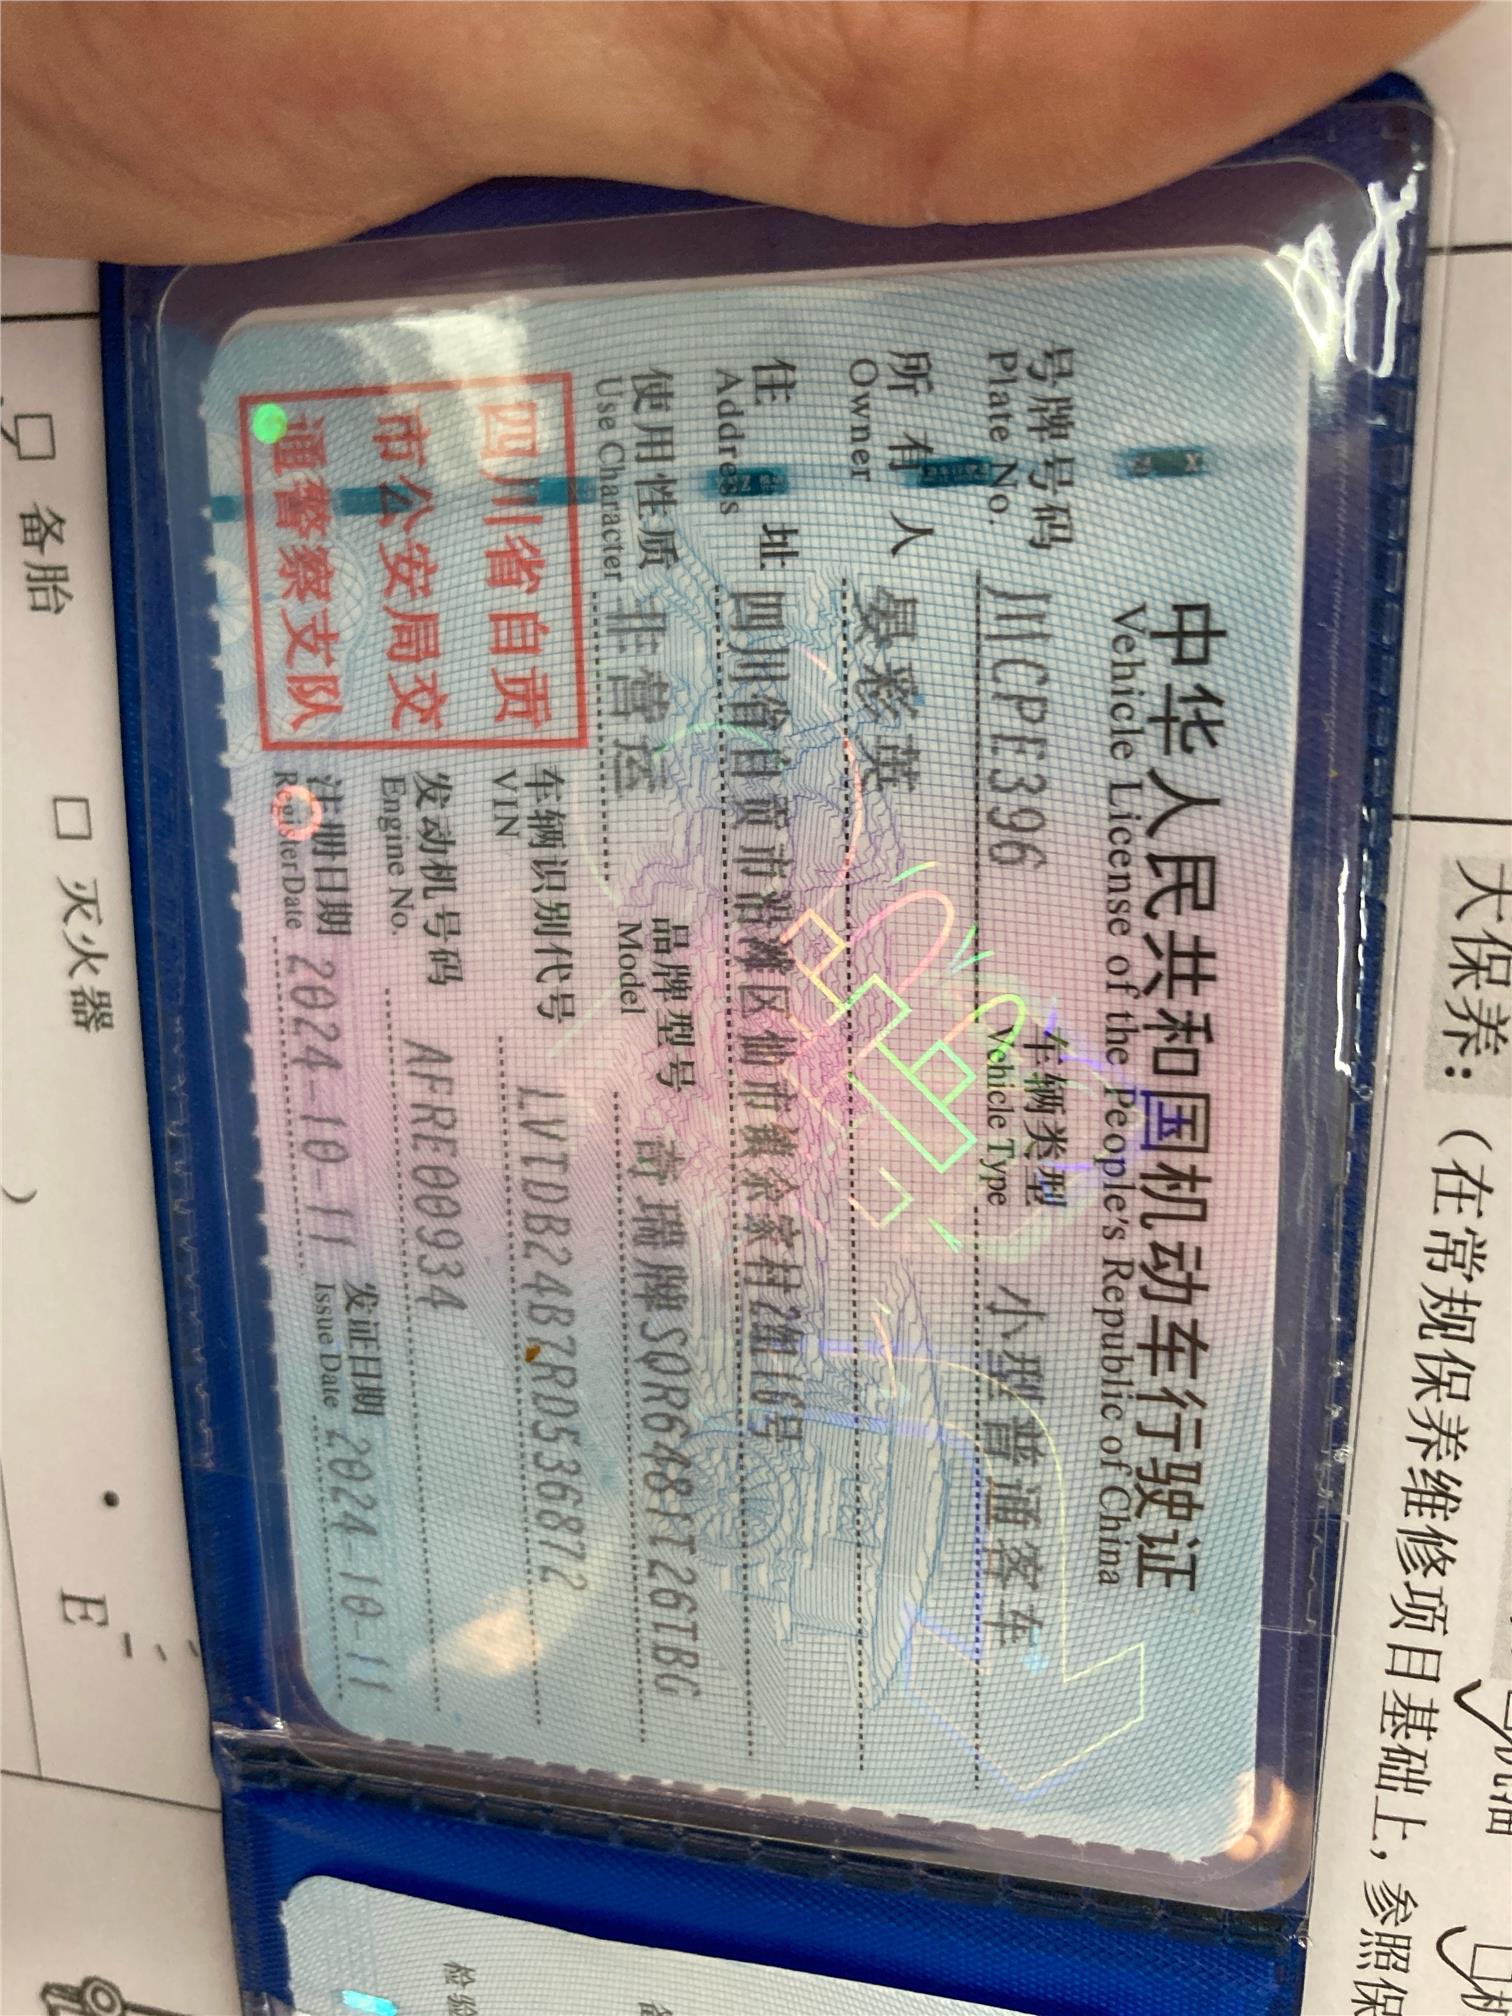 中华人民共和国机动车行驶证
Vehicle License of the People's Republic of China
号牌号码 川CPE396 车辆类型 小型普通客车
Plate No. Vehicle Type
所有人 晏彩英
Owner
住址 四川省自贡市沿滩区仙市镇余家村2组16号
Address
使用性质 非营运 品牌型号 奇瑞牌SQR6481T26TBG
Use Character Model
四川省自贡
市公安局交
通警察支队
车辆识别代号 LVTDB24B7RD536872
VIN
发动机号码 AFRE00934
Engine No.
注册日期 2024-10-11 发证日期 2024-10-11
Register Date Issue Date
大保养：（在常规保养维修项目基础上，参照保
备胎
灭火器
E
检验